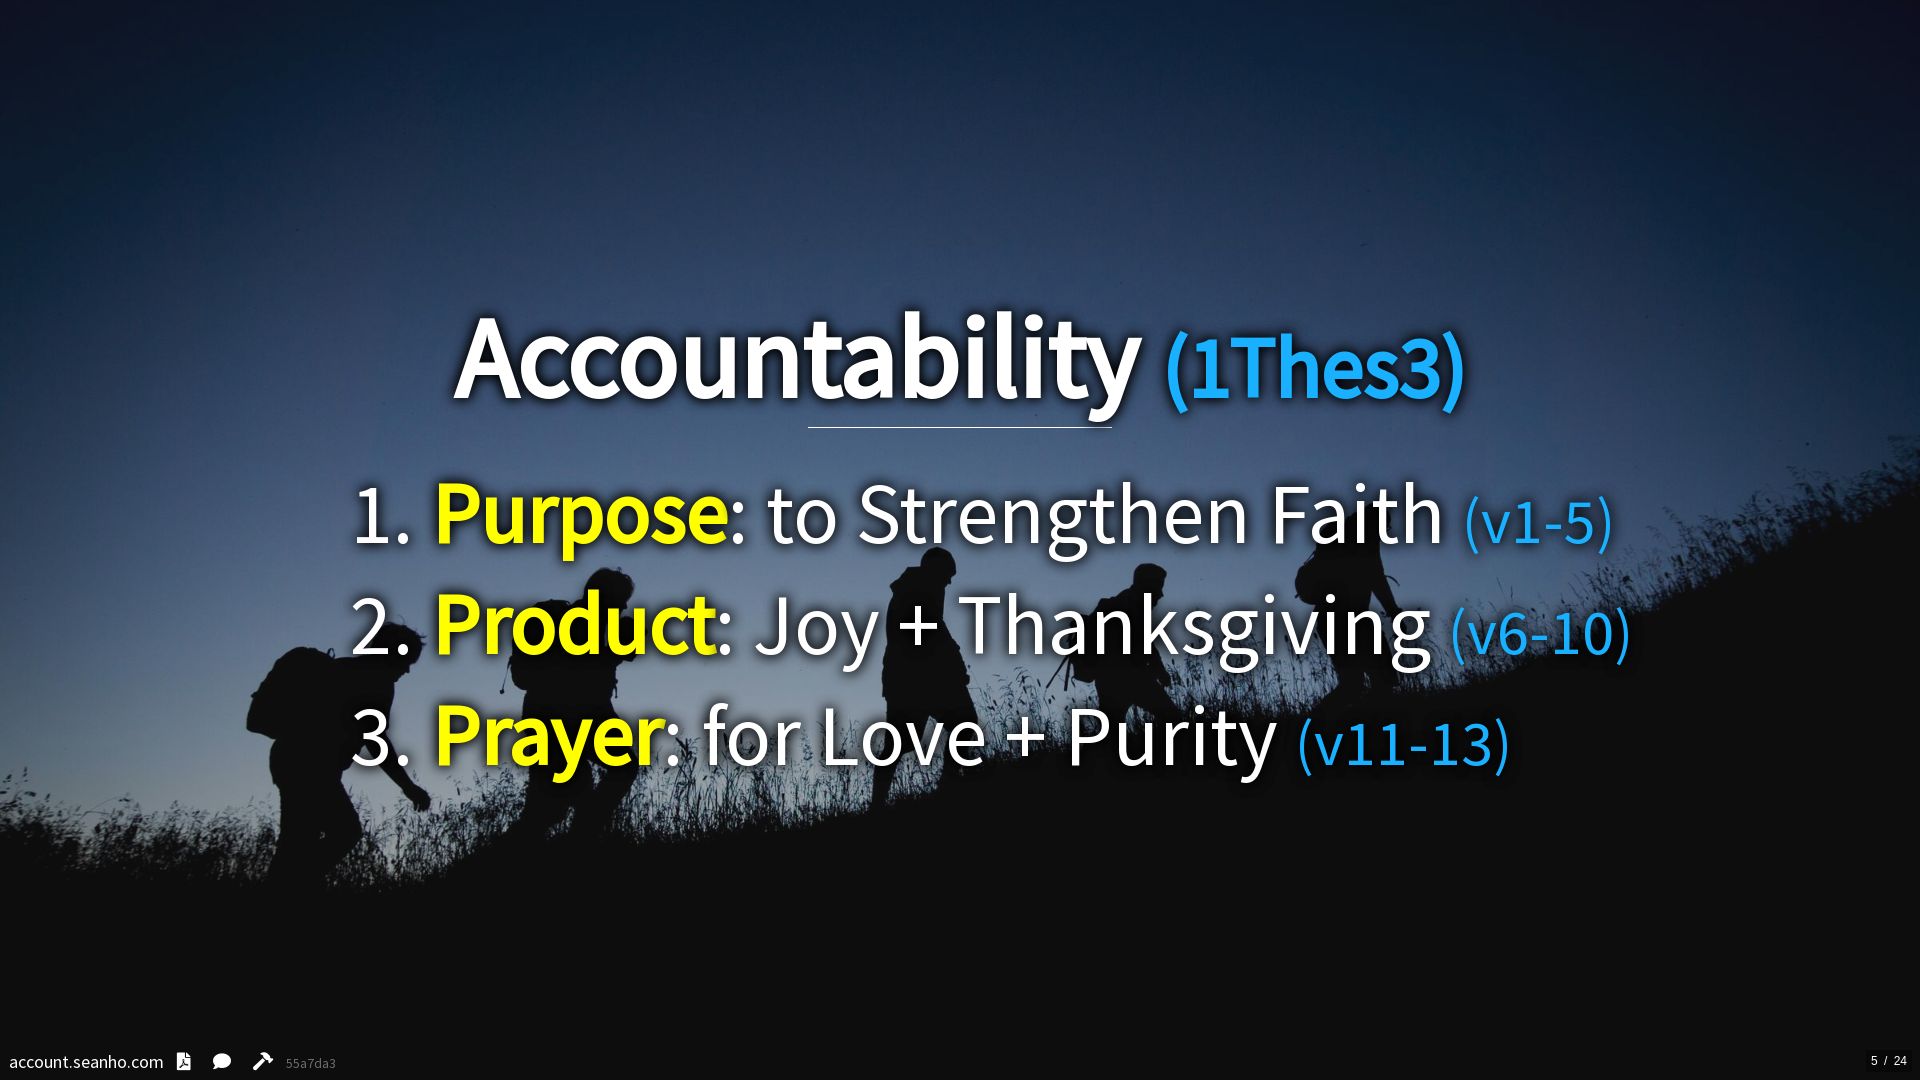 Accountability (1Thes3)
1. Purpose: to Strengthen Faith (v1-5)
2. Product: Joy + Thanksgiving (v6-10)
3. Prayer: for Love + Purity (v11-13)
account.seanho.com 55a7da3
5 / 24